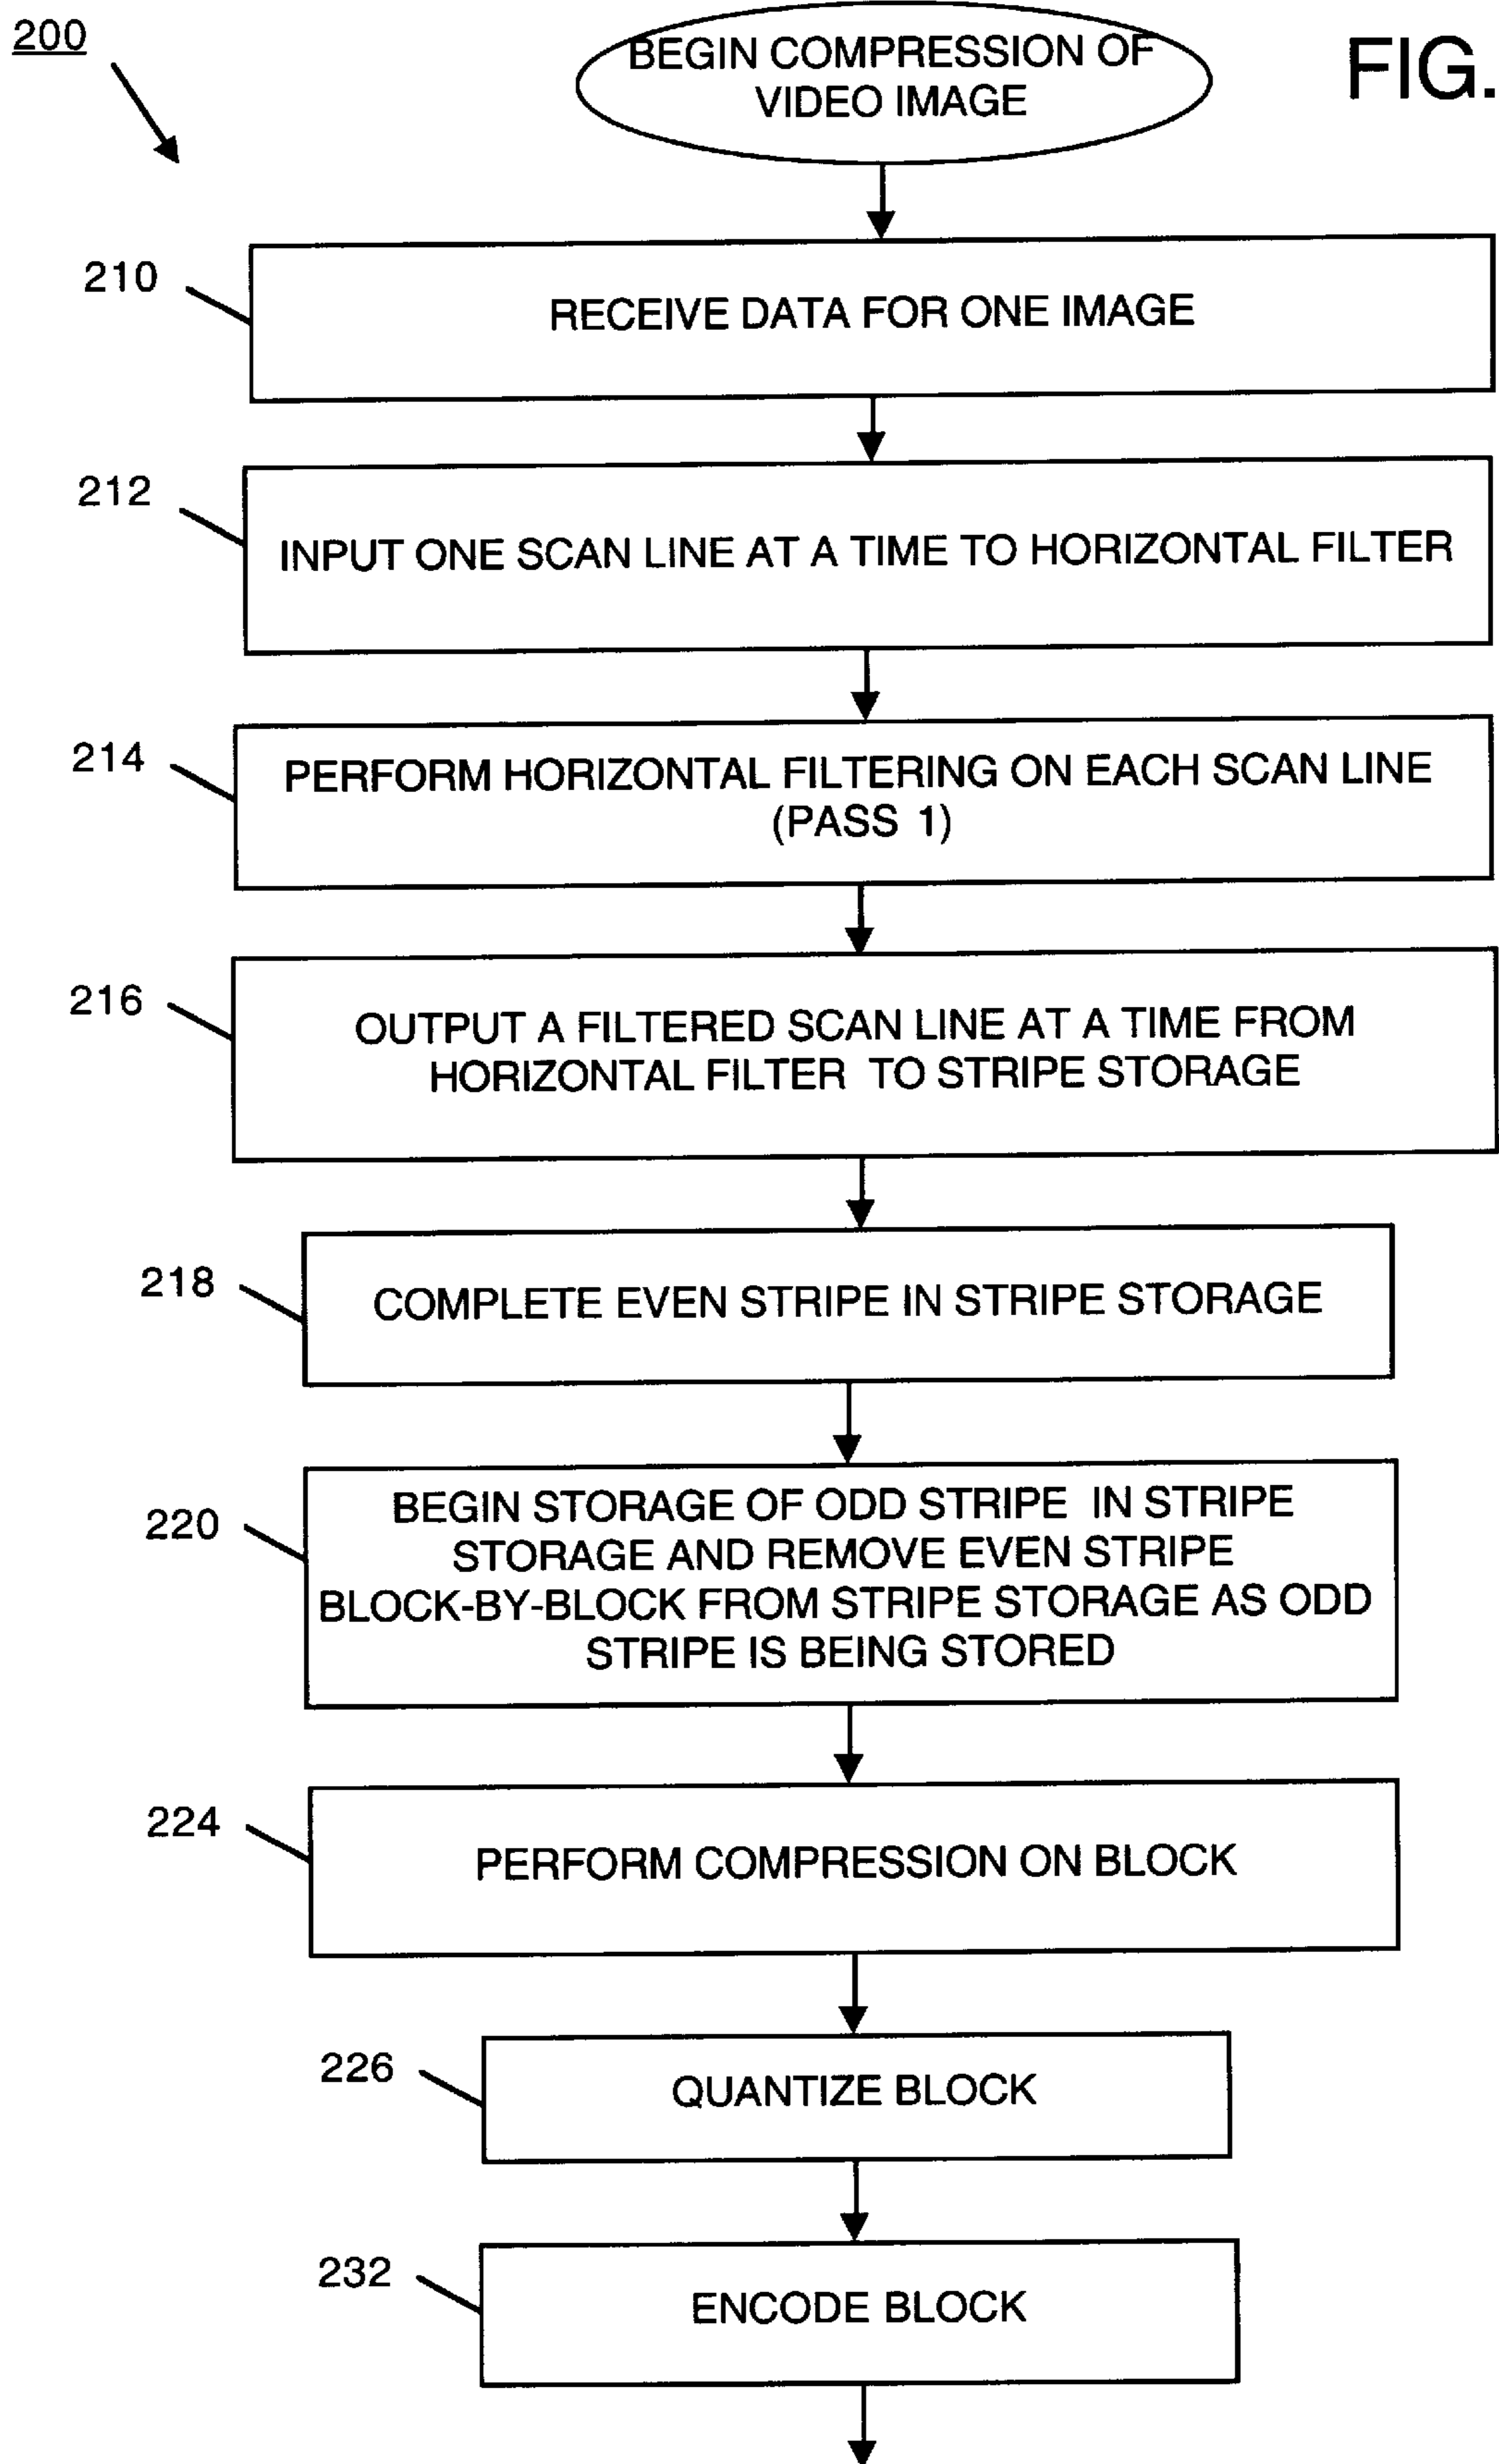 200
BEGIN COMPRESSION OF
VIDEO IMAGE
FIG.
210
RECEIVE DATA FOR ONE IMAGE
212
INPUT ONE SCAN LINE AT A TIME TO HORIZONTAL FILTER
214
PERFORM HORIZONTAL FILTERING ON EACH SCAN LINE
(PASS 1)
216
OUTPUT A FILTERED SCAN LINE AT A TIME FROM
HORIZONTAL FILTER TO STRIPE STORAGE
218
COMPLETE EVEN STRIPE IN STRIPE STORAGE
220
BEGIN STORAGE OF ODD STRIPE IN STRIPE
STORAGE AND REMOVE EVEN STRIPE
BLOCK-BY-BLOCK FROM STRIPE STORAGE AS ODD
STRIPE IS BEING STORED
224
PERFORM COMPRESSION ON BLOCK
226
QUANTIZE BLOCK
232
ENCODE BLOCK